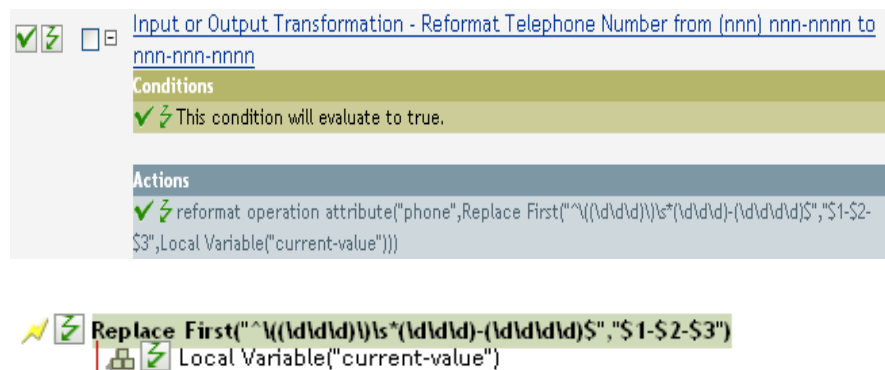 Input or Output Transformation - Reformat Telephone Number from (nnn) nnn-nnnn to
nnn-nnn-nnnn
Conditions
This condition will evaluate to true.
Actions
reformat operation attribute("phone",Replace First("^\((\d\d\d)\)\s*(\d\d\d)-(\d\d\d\d)$","$1-$2-
$3",Local Variable("current-value")))
Replace First("^\((\d\d\d)\)\s*(\d\d\d)-(\d\d\d\d)$","$1-$2-$3")
Local Variable("current-value")